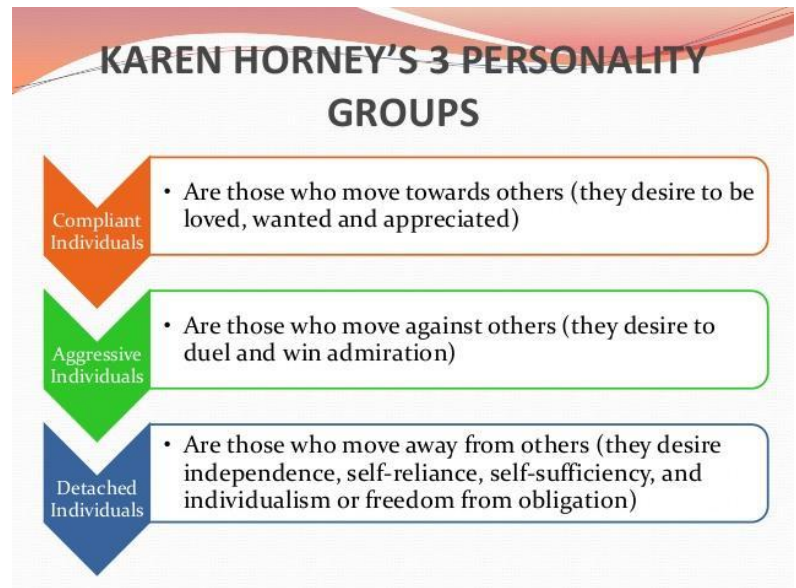 KAREN HORNEY'S 3 PERSONALITY
GROUPS
Compliant
Individuals
• Are those who move towards others (they desire to be
loved, wanted and appreciated)
Aggressive
Individuals
• Are those who move against others (they desire to
duel and win admiration)
Detached
Individuals
• Are those who move away from others (they desire
independence, self-reliance, self-sufficiency, and
individualism or freedom from obligation)